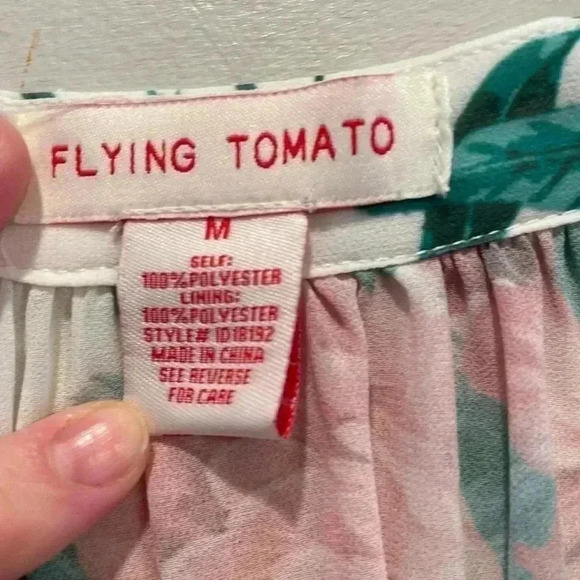 FLYING TOMATO
M
SELF:
100%POLYESTER
LINING:
100%POLYESTER
STYLE# ID18192
MADE IN CHINA
SEE REVERSE
FOR CARE